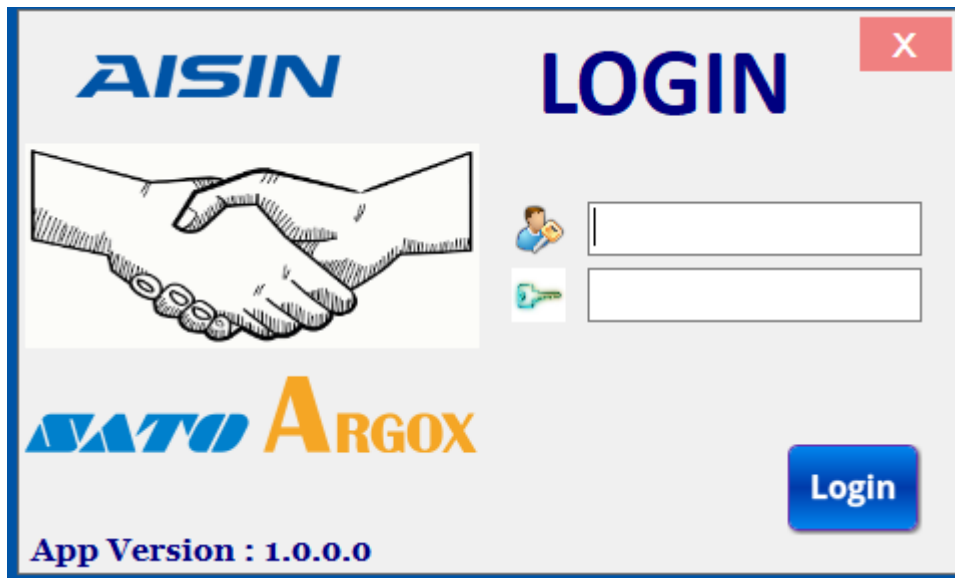 AISIN
LOGIN
X
SATO ARGOX
Login
App Version : 1.0.0.0